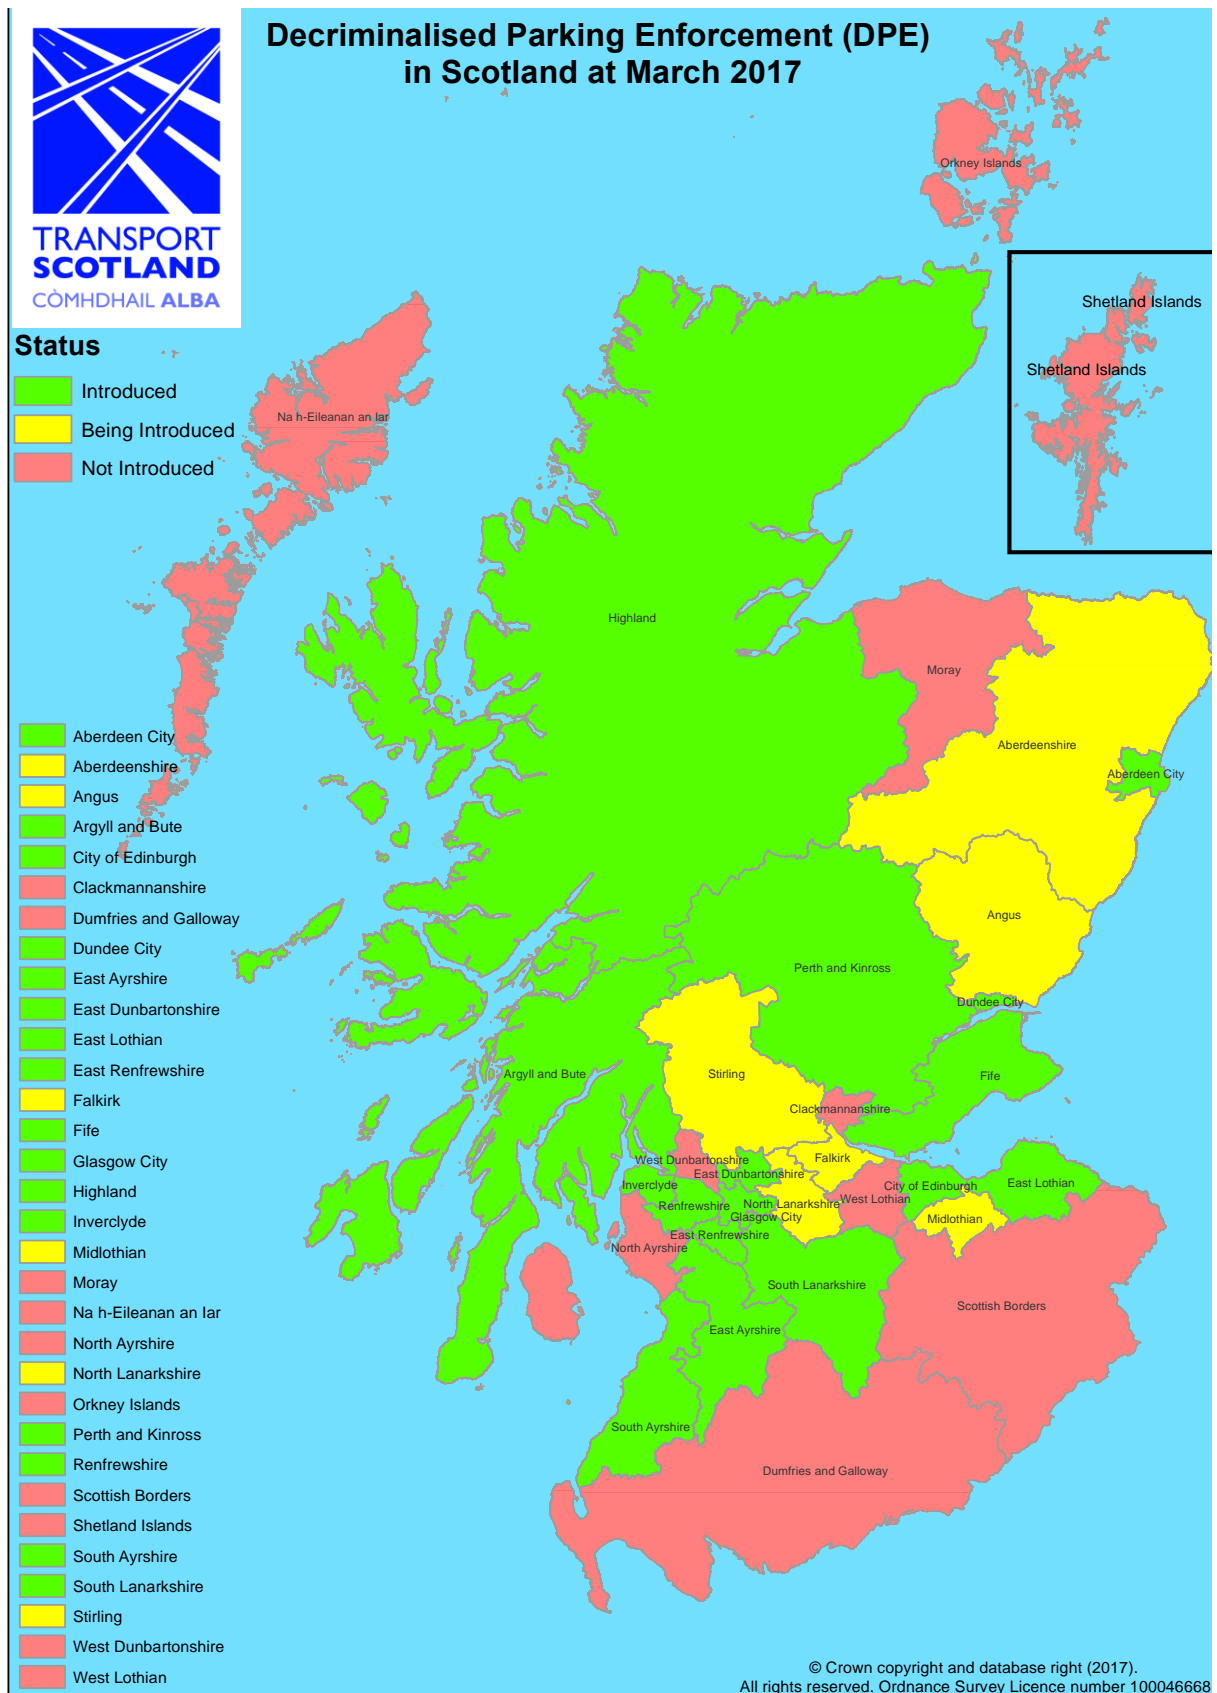 Decriminalised Parking Enforcement (DPE)
in Scotland at March 2017
TRANSPORT
SCOTLAND
CÒMHDHAIL ALBA
Status
Introduced
Being Introduced
Not Introduced
Aberdeen City
Aberdeenshire
Angus
Argyll and Bute
City of Edinburgh
Clackmannanshire
Dumfries and Galloway
Dundee City
East Ayrshire
East Dunbartonshire
East Lothian
East Renfrewshire
Falkirk
Fife
Glasgow City
Highland
Inverclyde
Midlothian
Moray
Na h-Eileanan an Iar
North Ayrshire
North Lanarkshire
Orkney Islands
Perth and Kinross
Renfrewshire
Scottish Borders
Shetland Islands
South Ayrshire
South Lanarkshire
Stirling
West Dunbartonshire
West Lothian
Orkney Islands
Shetland Islands
Shetland Islands
Na h-Eileanan an Iar
Highland
Moray
Aberdeenshire
Aberdeen City
Angus
Perth and Kinross
Dundee City
Argyll and Bute
Stirling
Fife
Clackmannanshire
West Dunbartonshire
Falkirk
East Dunbartonshire
Inverclyde
City of Edinburgh
East Lothian
Renfrewshire
North Lanarkshire
West Lothian
Glasgow City
Midlothian
East Renfrewshire
North Ayrshire
South Lanarkshire
Scottish Borders
East Ayrshire
South Ayrshire
Dumfries and Galloway
© Crown copyright and database right (2017).
All rights reserved. Ordnance Survey Licence number 100046668